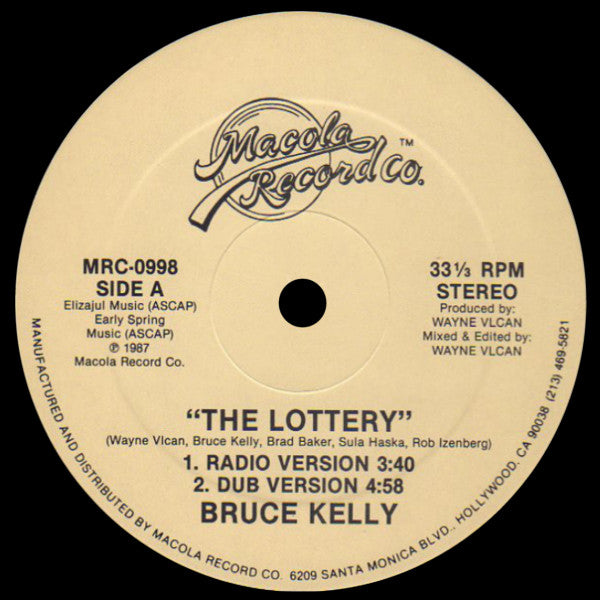 Macola
Record Co.™
MRC-0998
SIDE A
Elizajul Music (ASCAP)
Early Spring
Music (ASCAP)
℗ 1987
Macola Record Co.
33 1/3 RPM
STEREO
Produced by:
WAYNE VLCAN
Mixed & Edited by:
WAYNE VLCAN
“THE LOTTERY”
(Wayne Vlcan, Bruce Kelly, Brad Baker, Sula Haska, Rob Izenberg)
1. RADIO VERSION 3:40
2. DUB VERSION 4:58
BRUCE KELLY
MANUFACTURED AND DISTRIBUTED BY MACOLA RECORD CO. 6209 SANTA MONICA BLVD., HOLLYWOOD, CA 90038 (213) 469-5821